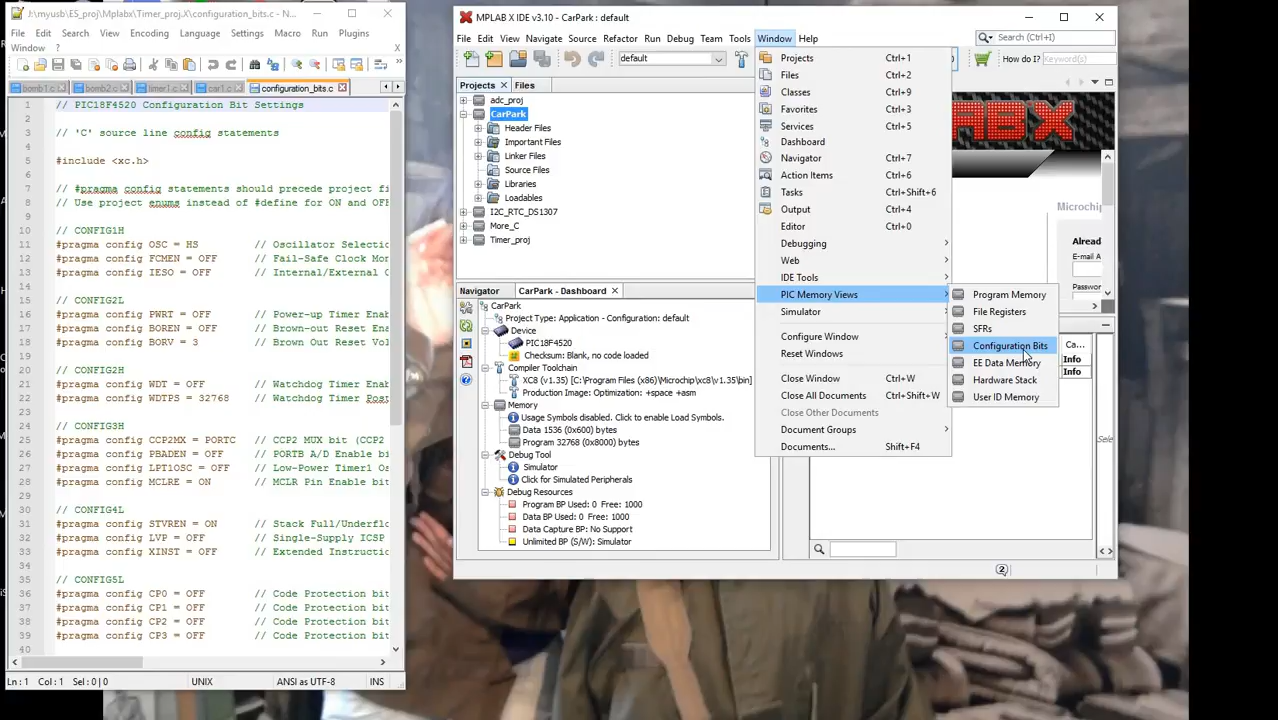 J:\myusb\ES_proj\Mplabx\Timer_proj.X\configuration_bits.c - N...
File Edit Search View Encoding Language Settings Macro Run Plugins
Window ?
bomb1.c bomb2.c timer1.c car1.c configuration_bits.c
1 // PIC18F4520 Configuration Bit Settings
2
3 // 'C' source line config statements
4
5 #include <xc.h>
6
7 // #pragma config statements should precede project fi
8 // Use project enums instead of #define for ON and OFF
9
10 // CONFIG1H
11 #pragma config OSC = HS // Oscillator Selectio
12 #pragma config FCMEN = OFF // Fail-Safe Clock Mon
13 #pragma config IESO = OFF // Internal/External O
14
15 // CONFIG2L
16 #pragma config PWRT = OFF // Power-up Timer Enab
17 #pragma config BOREN = OFF // Brown-out Reset Ena
18 #pragma config BORV = 3 // Brown Out Reset Vol
19
20 // CONFIG2H
21 #pragma config WDT = OFF // Watchdog Timer Enab
22 #pragma config WDTPS = 32768 // Watchdog Timer Post
23
24 // CONFIG3H
25 #pragma config CCP2MX = PORTC // CCP2 MUX bit (CCP2
26 #pragma config PBADEN = OFF // PORTB A/D Enable bi
27 #pragma config LPT1OSC = OFF // Low-Power Timer1 Os
28 #pragma config MCLRE = ON // MCLR Pin Enable bit
29
30 // CONFIG4L
31 #pragma config STVREN = ON // Stack Full/Underflo
32 #pragma config LVP = OFF // Single-Supply ICSP
33 #pragma config XINST = OFF // Extended Instructio
34
35 // CONFIG5L
36 #pragma config CP0 = OFF // Code Protection bit
37 #pragma config CP1 = OFF // Code Protection bit
38 #pragma config CP2 = OFF // Code Protection bit
39 #pragma config CP3 = OFF // Code Protection bit
40
Ln : 1 Col : 1 Sel : 0 | 0 UNIX ANSI as UTF-8 INS
MPLAB X IDE v3.10 - CarPark : default
File Edit View Navigate Source Refactor Run Debug Team Tools Window Help
Search (Ctrl+I)
default
How do I? (Keyword(s))
Projects Files
adc_proj
CarPark
Header Files
Important Files
Linker Files
Source Files
Libraries
Loadables
I2C_RTC_DS1307
More_C
Timer_proj
Navigator CarPark - Dashboard
CarPark
Project Type: Application - Configuration: default
Device
PIC18F4520
Checksum: Blank, no code loaded
Compiler Toolchain
XC8 (v1.35) [C:\Program Files (x86)\Microchip\xc8\v1.35\bin]
Production Image: Optimization: +space +asm
Memory
Usage Symbols disabled. Click to enable Load Symbols.
Data 1536 (0x600) bytes
Program 32768 (0x8000) bytes
Debug Tool
Simulator
Click for Simulated Peripherals
Debug Resources
Program BP Used: 0 Free: 1000
Data BP Used: 0 Free: 1000
Data Capture BP: No Support
Unlimited BP (S/W): Simulator
Projects Ctrl+1
Files Ctrl+2
Classes Ctrl+9
Favorites Ctrl+3
Services Ctrl+5
Dashboard
Navigator Ctrl+7
Action Items Ctrl+6
Tasks Ctrl+Shift+6
Output Ctrl+4
Editor Ctrl+0
Debugging
Web
IDE Tools
PIC Memory Views
Simulator
Configure Window
Reset Windows
Close Window Ctrl+W
Close All Documents Ctrl+Shift+W
Close Other Documents
Document Groups
Documents... Shift+F4
Program Memory
File Registers
SFRs
Configuration Bits
EE Data Memory
Hardware Stack
User ID Memory
LABX
Microchip
Alread
E-mail A
Passwor
Ca...
Info
Info
Sele
2